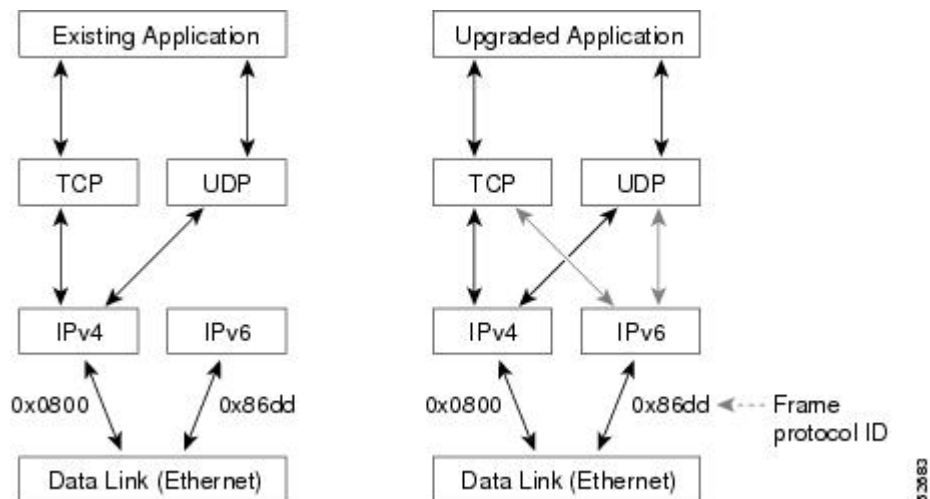 Existing Application
Upgraded Application
TCP
UDP
TCP
UDP
IPv4
IPv6
IPv4
IPv6
0x0800
0x86dd
0x0800
0x86dd
Frame
protocol ID
Data Link (Ethernet)
Data Link (Ethernet)
52683